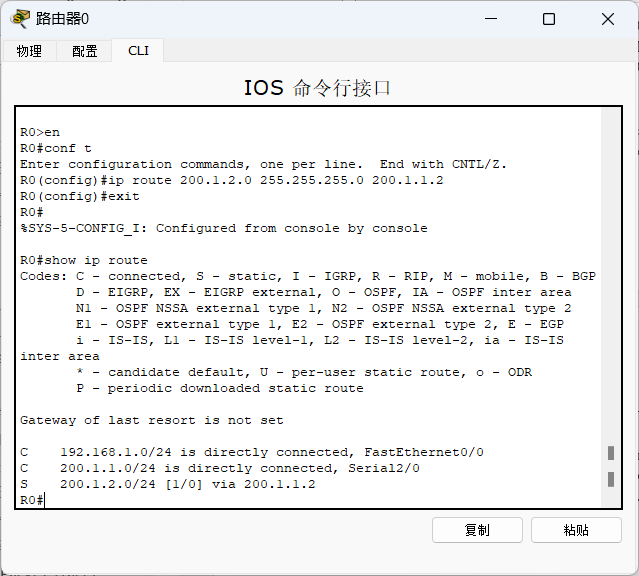 路由器0
物理 配置 CLI
IOS 命令行接口
R0>en
R0#conf t
Enter configuration commands, one per line.  End with CNTL/Z.
R0(config)#ip route 200.1.2.0 255.255.255.0 200.1.1.2
R0(config)#exit
R0#
%SYS-5-CONFIG_I: Configured from console by console
R0#show ip route
Codes: C - connected, S - static, I - IGRP, R - RIP, M - mobile, B - BGP
       D - EIGRP, EX - EIGRP external, O - OSPF, IA - OSPF inter area
       N1 - OSPF NSSA external type 1, N2 - OSPF NSSA external type 2
       E1 - OSPF external type 1, E2 - OSPF external type 2, E - EGP
       i - IS-IS, L1 - IS-IS level-1, L2 - IS-IS level-2, ia - IS-IS
inter area
       * - candidate default, U - per-user static route, o - ODR
       P - periodic downloaded static route
Gateway of last resort is not set
C    192.168.1.0/24 is directly connected, FastEthernet0/0
C    200.1.1.0/24 is directly connected, Serial2/0
S    200.1.2.0/24 [1/0] via 200.1.1.2
R0#
复制 粘贴